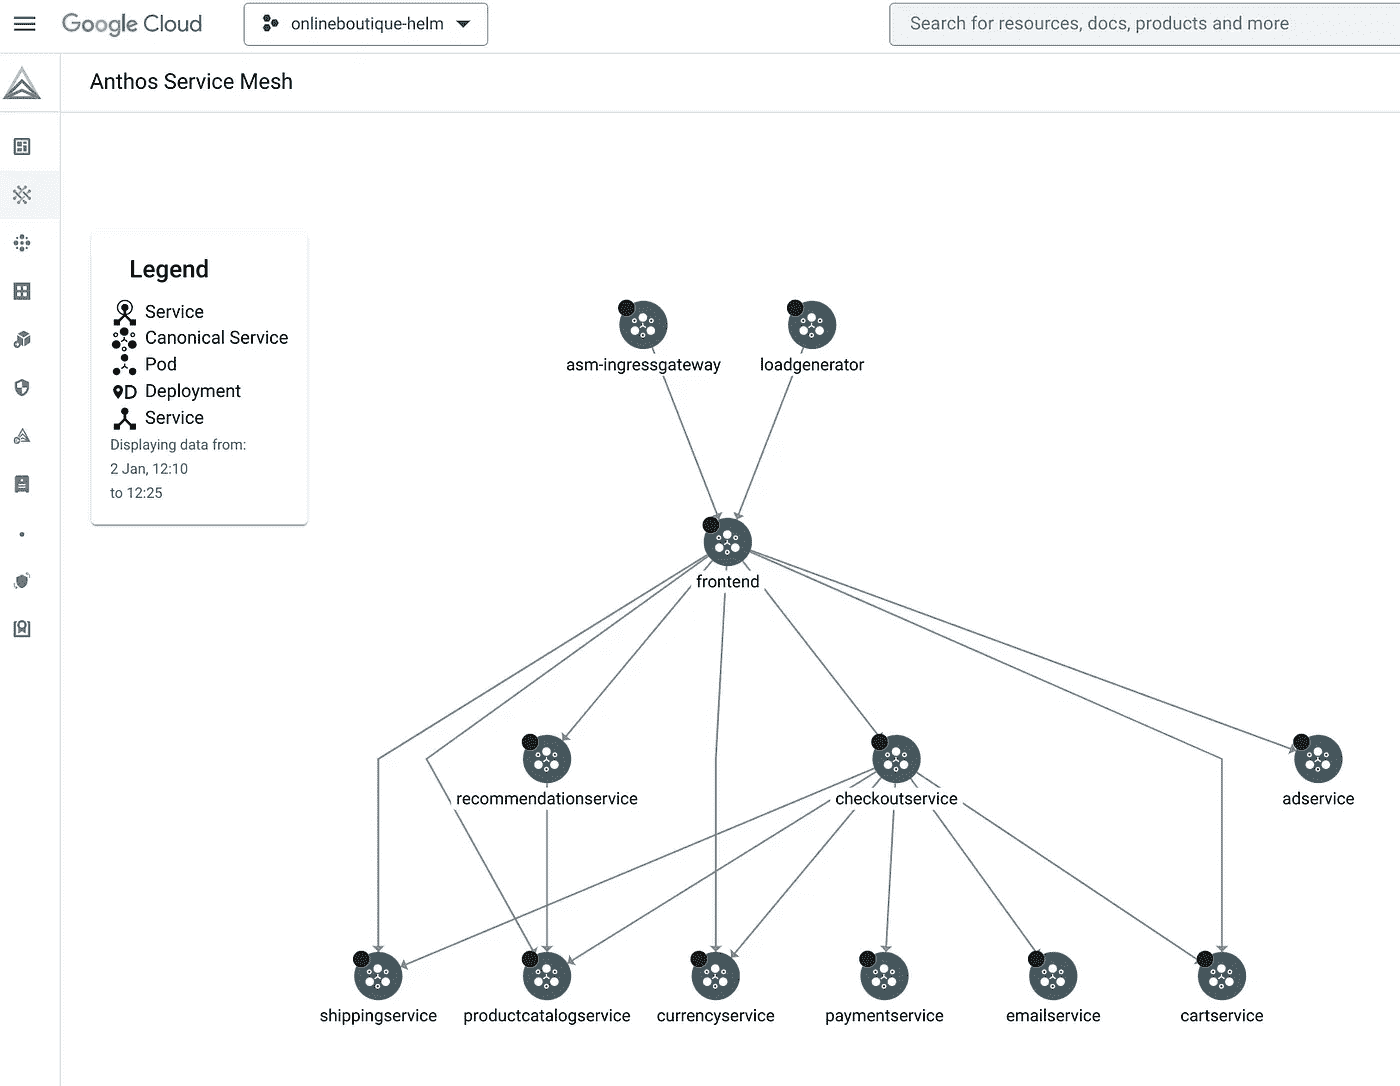 Google Cloud
onlineboutique-helm
Search for resources, docs, products and more
Anthos Service Mesh
Legend
Service
Canonical Service
Pod
D Deployment
Service
Displaying data from:
2 Jan, 12:10
to 12:25
asm-ingressgateway
loadgenerator
frontend
recommendationservice
checkoutservice
adservice
shippingservice
productcatalogservice
currencyservice
paymentservice
emailservice
cartservice